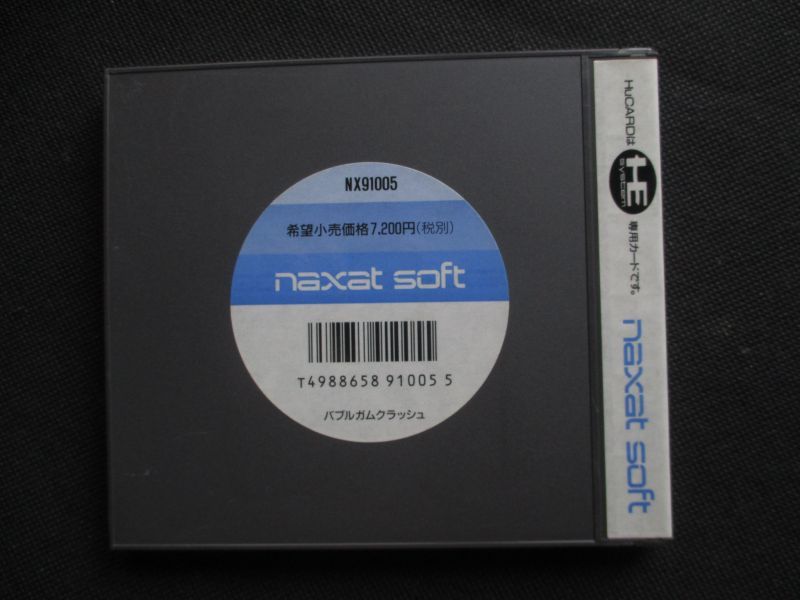 NX91005
希望小売価格7,200円(税別)
naxat soft
T4988658 91005 5
バブルガムクラッシュ
HuCARDは
HE
system
専用カードです。
naxat soft